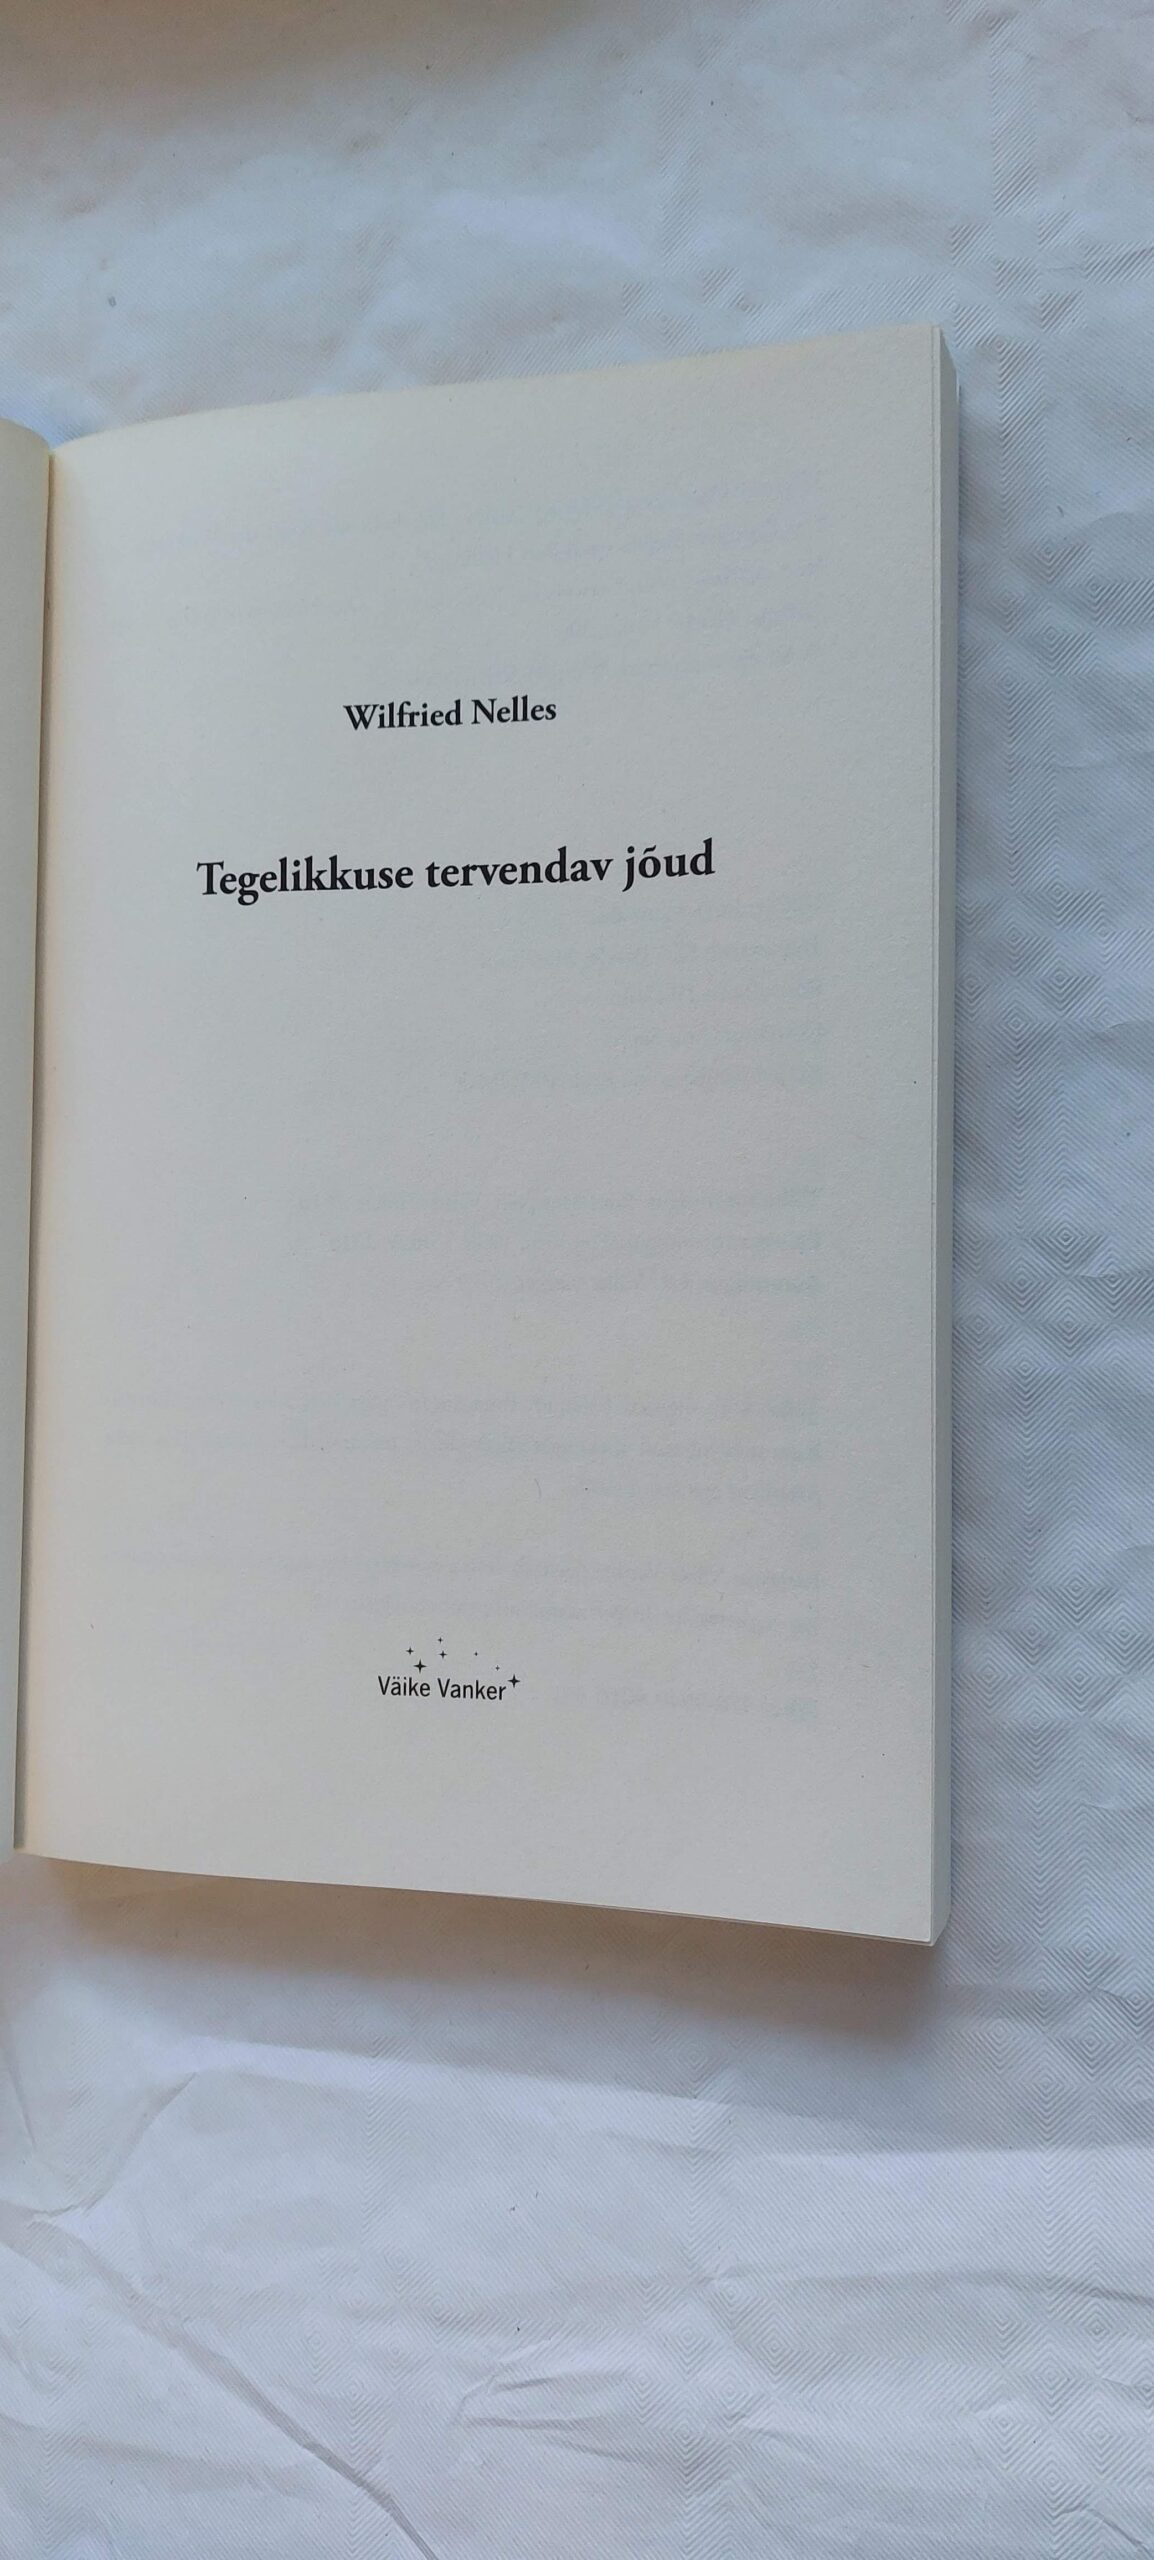 Wilfried Nelles
Tegelikkuse tervendav jõud
Väike Vanker